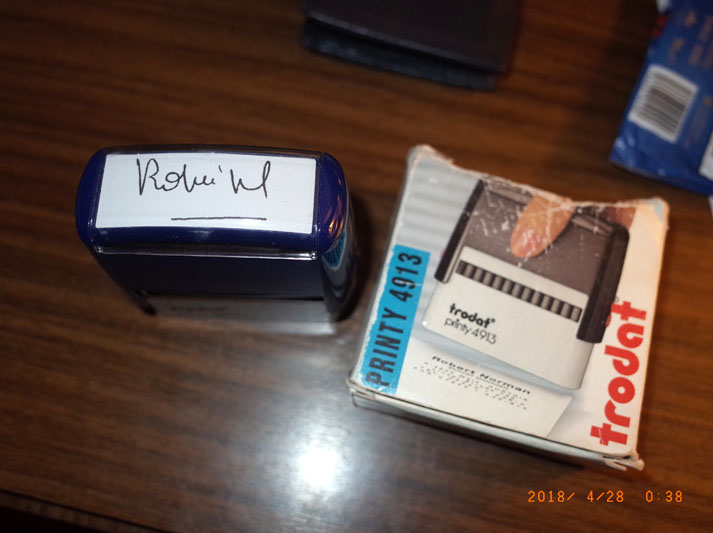 PRINTY 4913
trodat
printy 4913
Robert Norman
trodat
2018/ 4/28 0:38